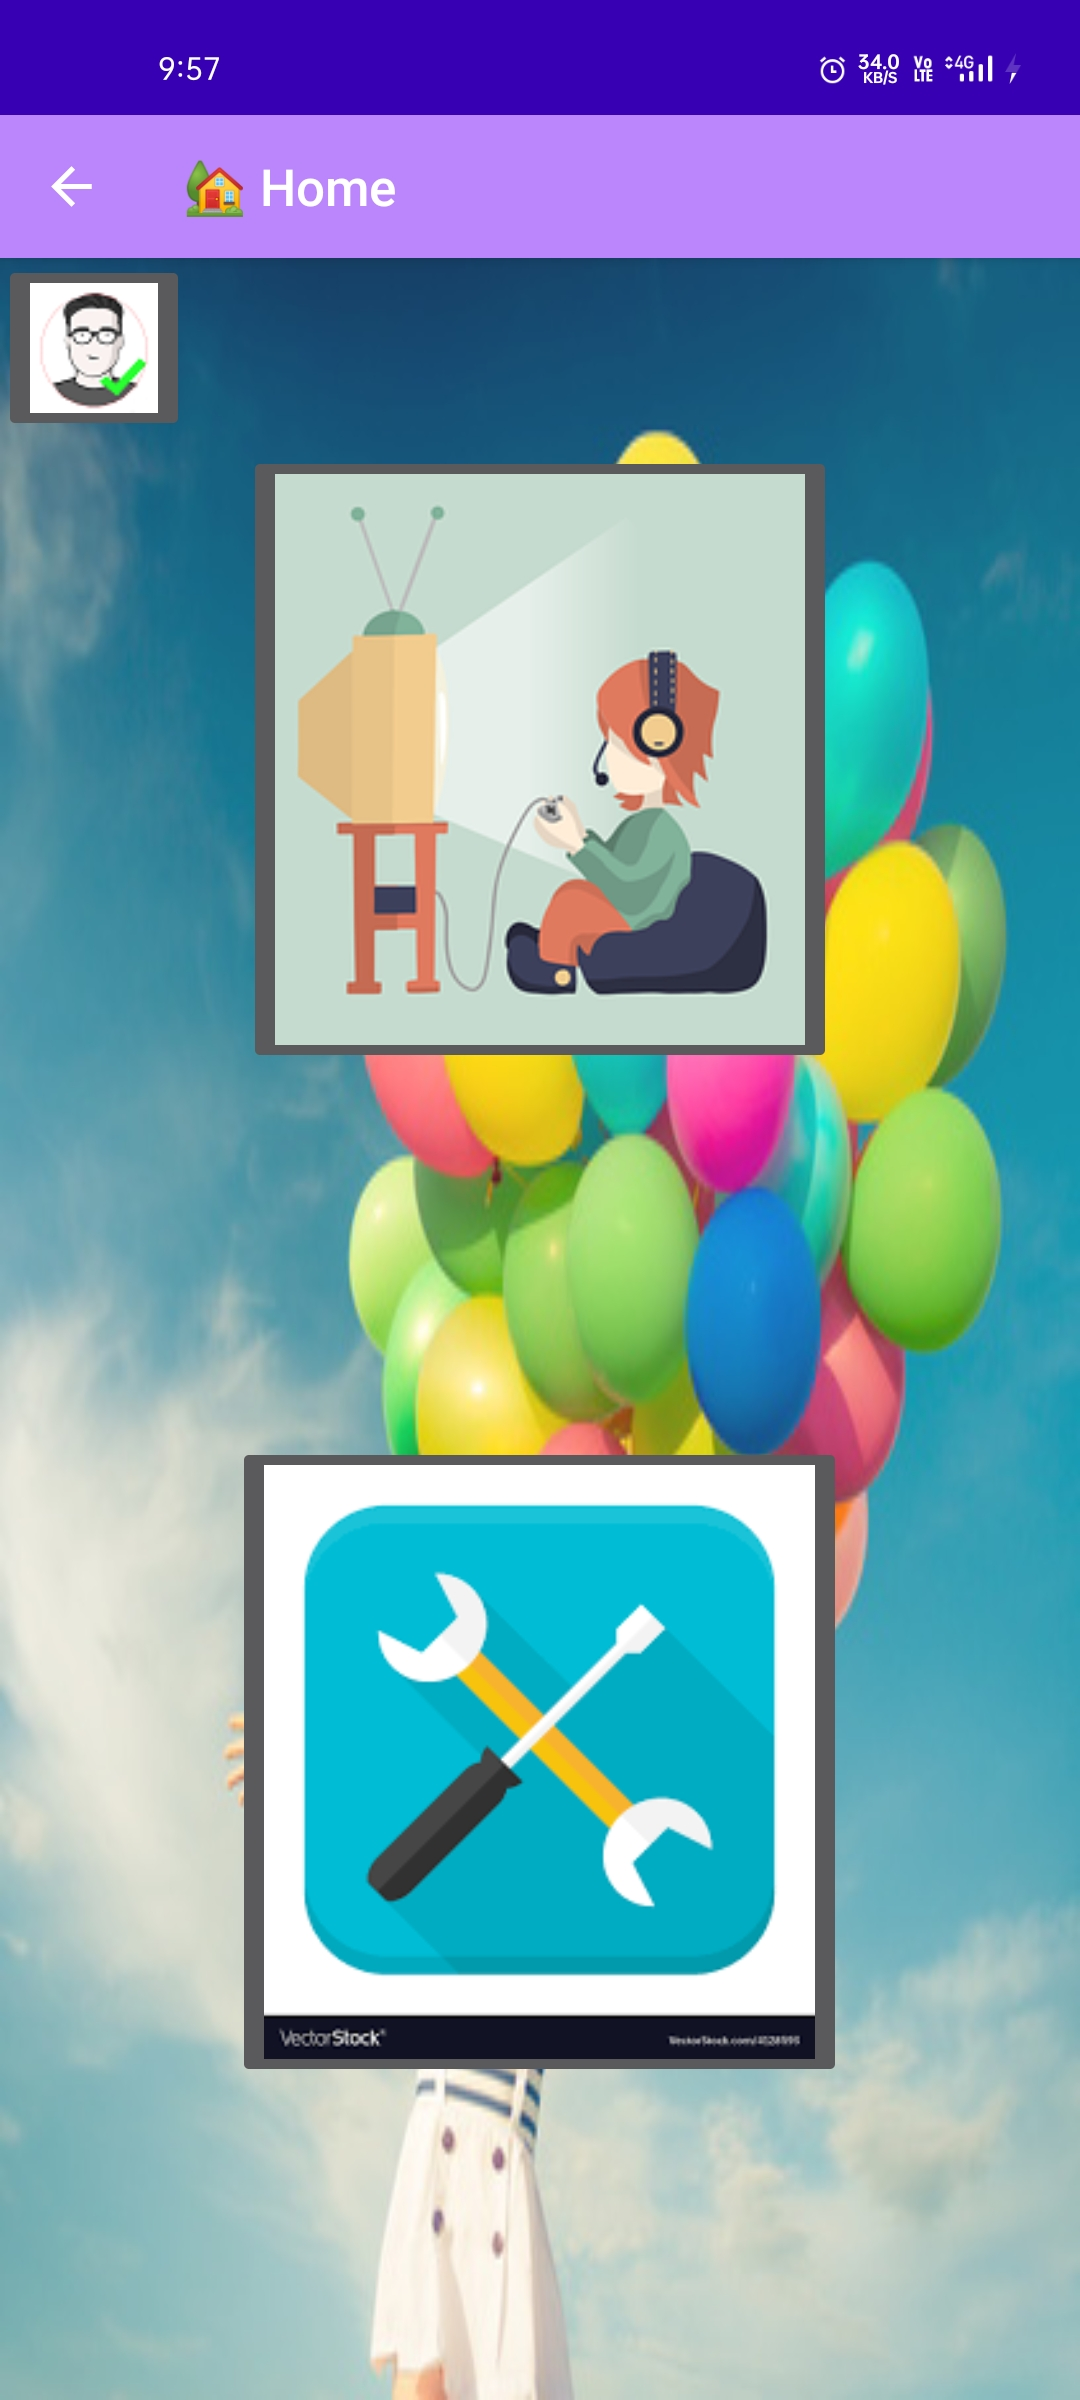 9:57
34.0
KB/S
Vo
LTE
4G
Home
VectorStock®